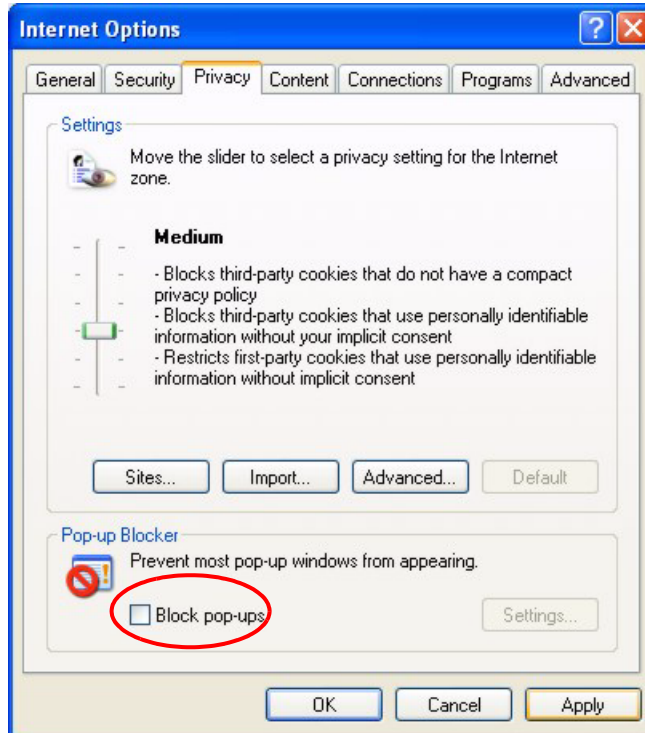 Internet Options
General Security Privacy Content Connections Programs Advanced
Settings
Move the slider to select a privacy setting for the Internet
zone.
Medium
- Blocks third-party cookies that do not have a compact
privacy policy
- Blocks third-party cookies that use personally identifiable
information without your implicit consent
- Restricts first-party cookies that use personally identifiable
information without implicit consent
Sites... Import... Advanced... Default
Pop-up Blocker
Prevent most pop-up windows from appearing.
Block pop-ups Settings...
OK Cancel Apply